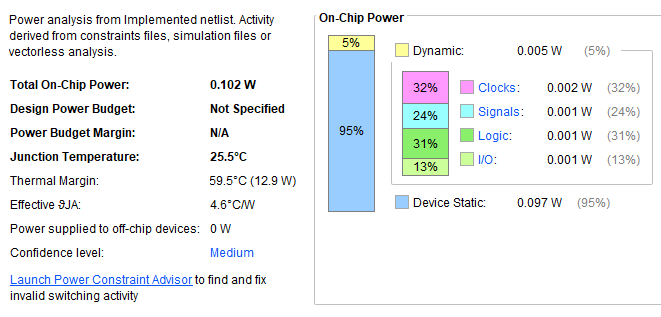 Power analysis from Implemented netlist. Activity
derived from constraints files, simulation files or
vectorless analysis.
Total On-Chip Power: 0.102 W
Design Power Budget: Not Specified
Power Budget Margin: N/A
Junction Temperature: 25.5°C
Thermal Margin: 59.5°C (12.9 W)
Effective ϑJA: 4.6°C/W
Power supplied to off-chip devices: 0 W
Confidence level: Medium
Launch Power Constraint Advisor to find and fix
invalid switching activity
On-Chip Power
5%
95%
Dynamic: 0.005 W (5%)
32% Clocks: 0.002 W (32%)
24% Signals: 0.001 W (24%)
31% Logic: 0.001 W (31%)
13% I/O: 0.001 W (13%)
Device Static: 0.097 W (95%)